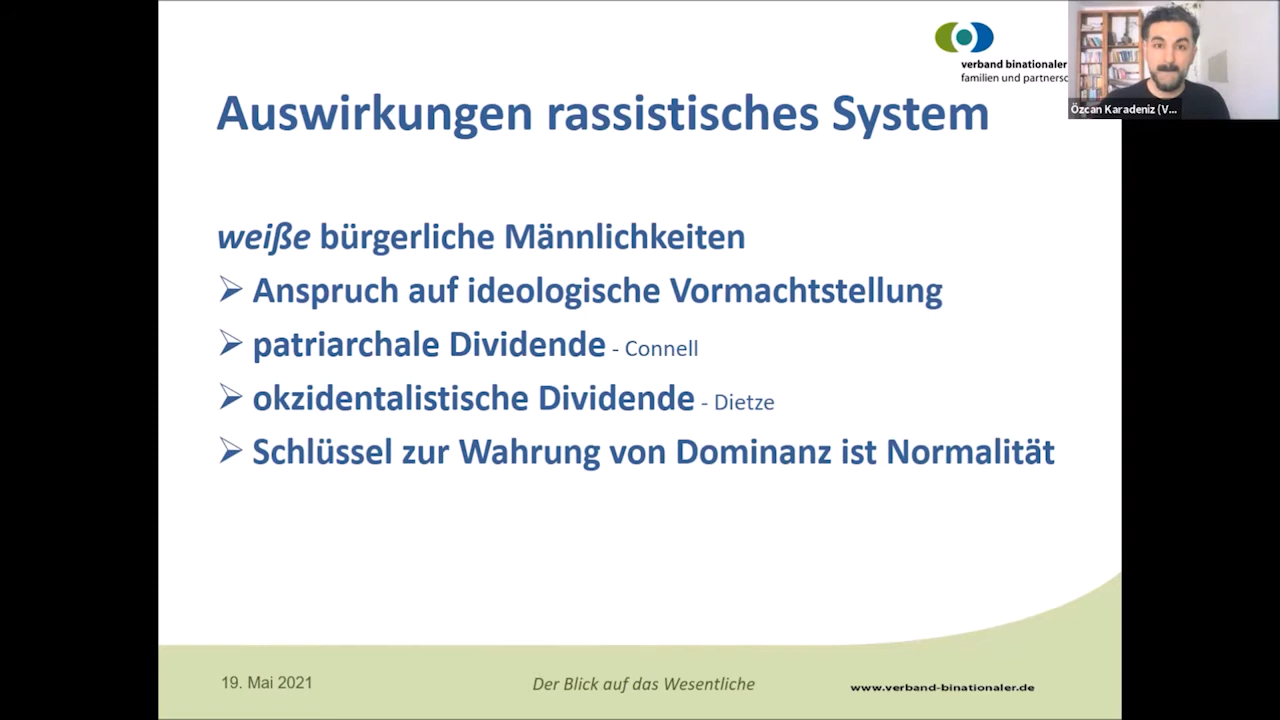 verband binationaler
familien und partnersc
Özcan Karadeniz (V...
Auswirkungen rassistisches System
weiße bürgerliche Männlichkeiten
Anspruch auf ideologische Vormachtstellung
patriarchale Dividende - Connell
okzidentalistische Dividende - Dietze
Schlüssel zur Wahrung von Dominanz ist Normalität
19. Mai 2021
Der Blick auf das Wesentliche
www.verband-binationaler.de